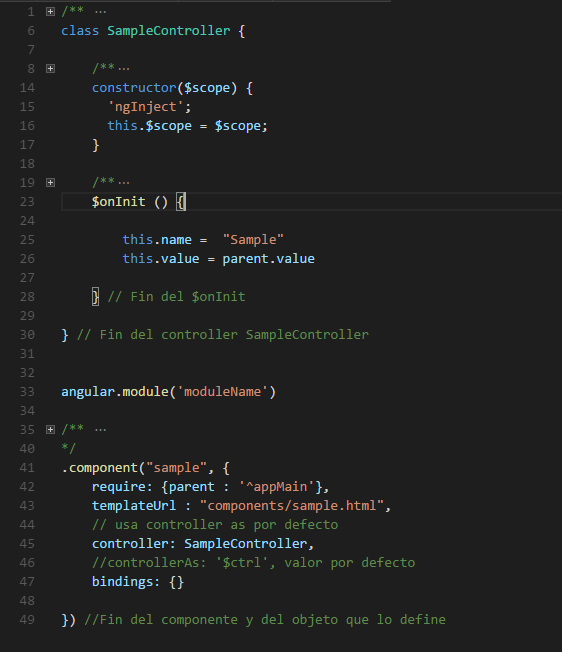 1 /** ···
6 class SampleController {
7
8 /**···
14 constructor($scope) {
15 'ngInject';
16 this.$scope = $scope;
17 }
18
19 /**···
23 $onInit () {
24
25 this.name =  "Sample"
26 this.value = parent.value
27
28 } // Fin del $onInit
29
30 } // Fin del controller SampleController
31
32
33 angular.module('moduleName')
34
35 /** ···
40 */
41 .component("sample", {
42 require: {parent : '^appMain'},
43 templateUrl : "components/sample.html",
44 // usa controller as por defecto
45 controller: SampleController,
46 //controllerAs: '$ctrl', valor por defecto
47 bindings: {}
48
49 }) //Fin del componente y del objeto que lo define